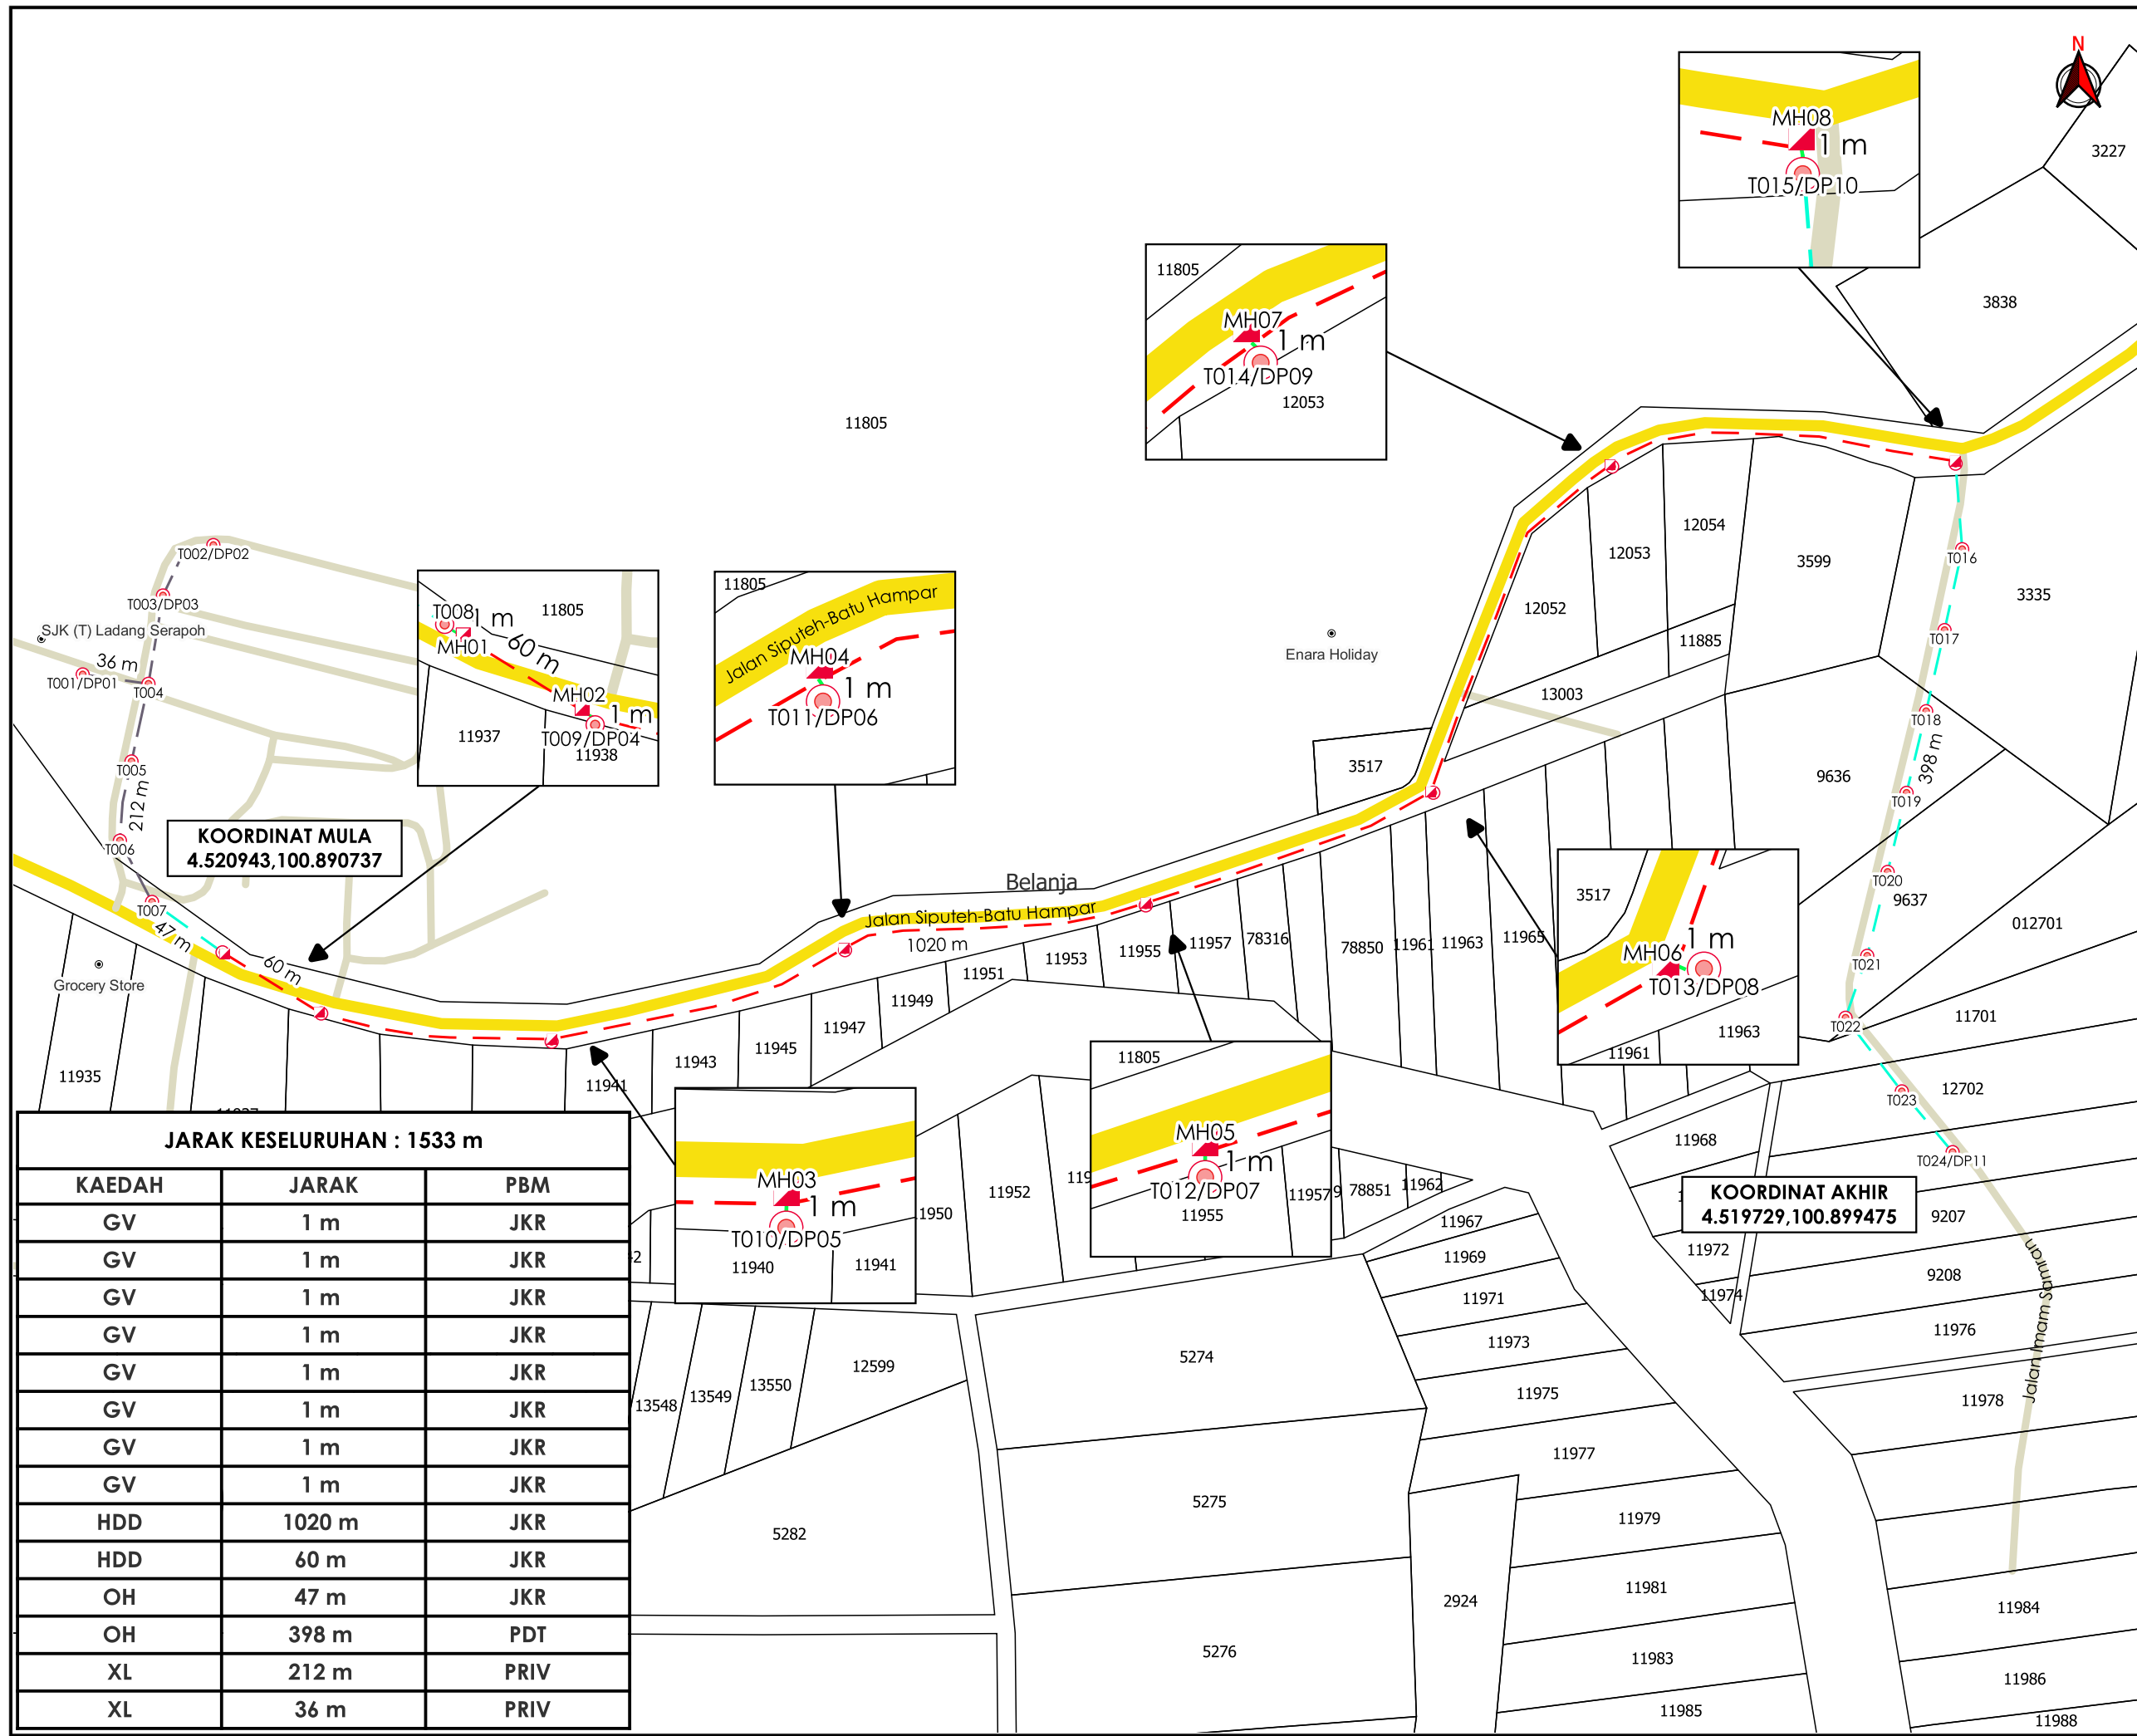 N
3227
MH08
1 m
T015/DP10
3838
11805
MH07
1 m
T014/DP09
12053
11805
12054
12053
3599
T016
12052
3335
T017
11885
Enara Holiday
13003
T018
398 m
T002/DP02
T003/DP03
SJK (T) Ladang Serapoh
36 m
T001/DP01
T004
T005
212 m
T006
T007
T008
1 m
11805
MH01
60 m
MH02
1 m
11937
T009/DP04
11938
11805
Jalan Siputeh-Batu Hampar
MH04
1 m
T011/DP06
3517
9636
T019
KOORDINAT MULA
4.520943,100.890737
T020
9637
Belanja
Jalan Siputeh-Batu Hampar
1020 m
47 m
60 m
Grocery Store
11957
78316
78850
11961
11963
11965
11955
11953
11951
11949
11947
11945
11943
11941
11935
3517
1 m
MH06
T013/DP08
11963
11961
012701
T021
T022
11701
12702
T023
T024/DP11
11968
KOORDINAT AKHIR
4.519729,100.899475
9207
11972
9208
11974
11976
11978
Jalan Imam Samuran
11805
MH05
1 m
T012/DP07
11955
11957
78851
11962
11967
11969
11971
11973
11975
11977
11979
11981
11983
11985
11984
11986
11988
MH03
1 m
T010/DP05
11940
11941
11952
1950
5274
5275
5276
5282
2924
12599
13550
13549
13548
JARAK KESELURUHAN : 1533 m
KAEDAH JARAK PBM
GV 1 m JKR
GV 1 m JKR
GV 1 m JKR
GV 1 m JKR
GV 1 m JKR
GV 1 m JKR
GV 1 m JKR
GV 1 m JKR
HDD 1020 m JKR
HDD 60 m JKR
OH 47 m JKR
OH 398 m PDT
XL 212 m PRIV
XL 36 m PRIV